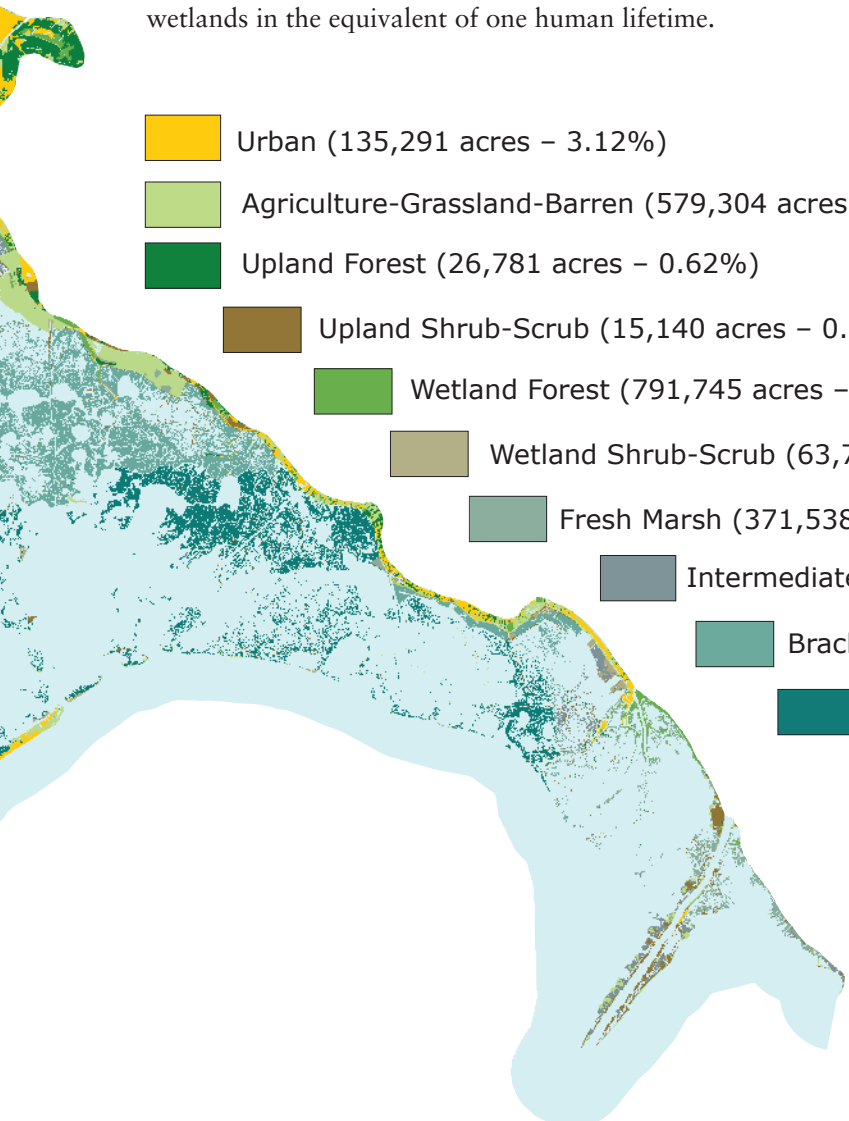 wetlands in the equivalent of one human lifetime.
Urban (135,291 acres – 3.12%)
Agriculture-Grassland-Barren (579,304 acres
Upland Forest (26,781 acres – 0.62%)
Upland Shrub-Scrub (15,140 acres – 0.
Wetland Forest (791,745 acres –
Wetland Shrub-Scrub (63,7
Fresh Marsh (371,538
Intermediate
Brac